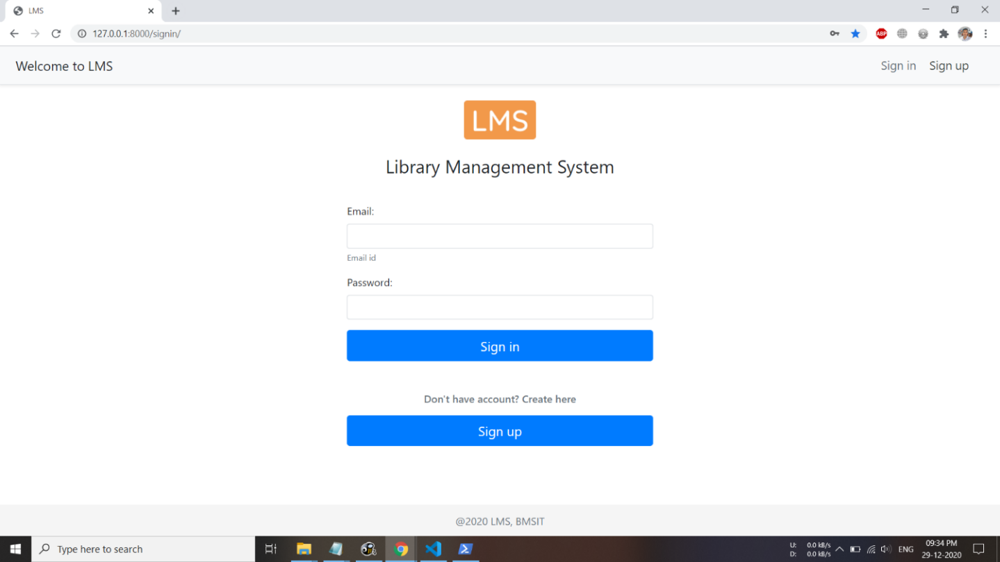 LMS
127.0.0.1:8000/signin/
ABP
Welcome to LMS
Sign in
Sign up
LMS
Library Management System
Email:
Email id
Password:
Sign in
Don't have account? Create here
Sign up
@2020 LMS, BMSIT
Type here to search
U: 0.0 kB/s
D: 0.0 kB/s
ENG
09:34 PM
29-12-2020